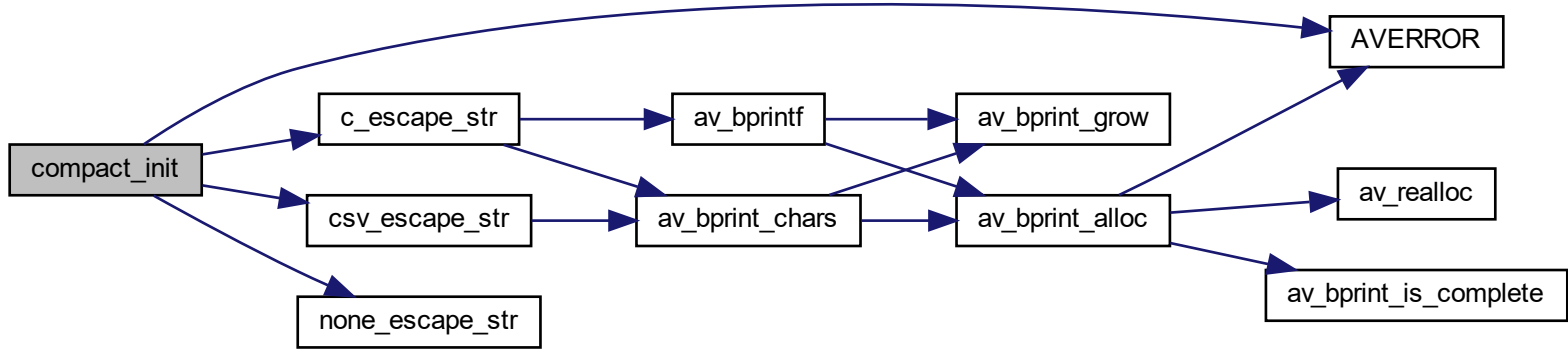 compact_init
c_escape_str
csv_escape_str
none_escape_str
av_bprintf
av_bprint_chars
av_bprint_grow
av_bprint_alloc
AVERROR
av_realloc
av_bprint_is_complete